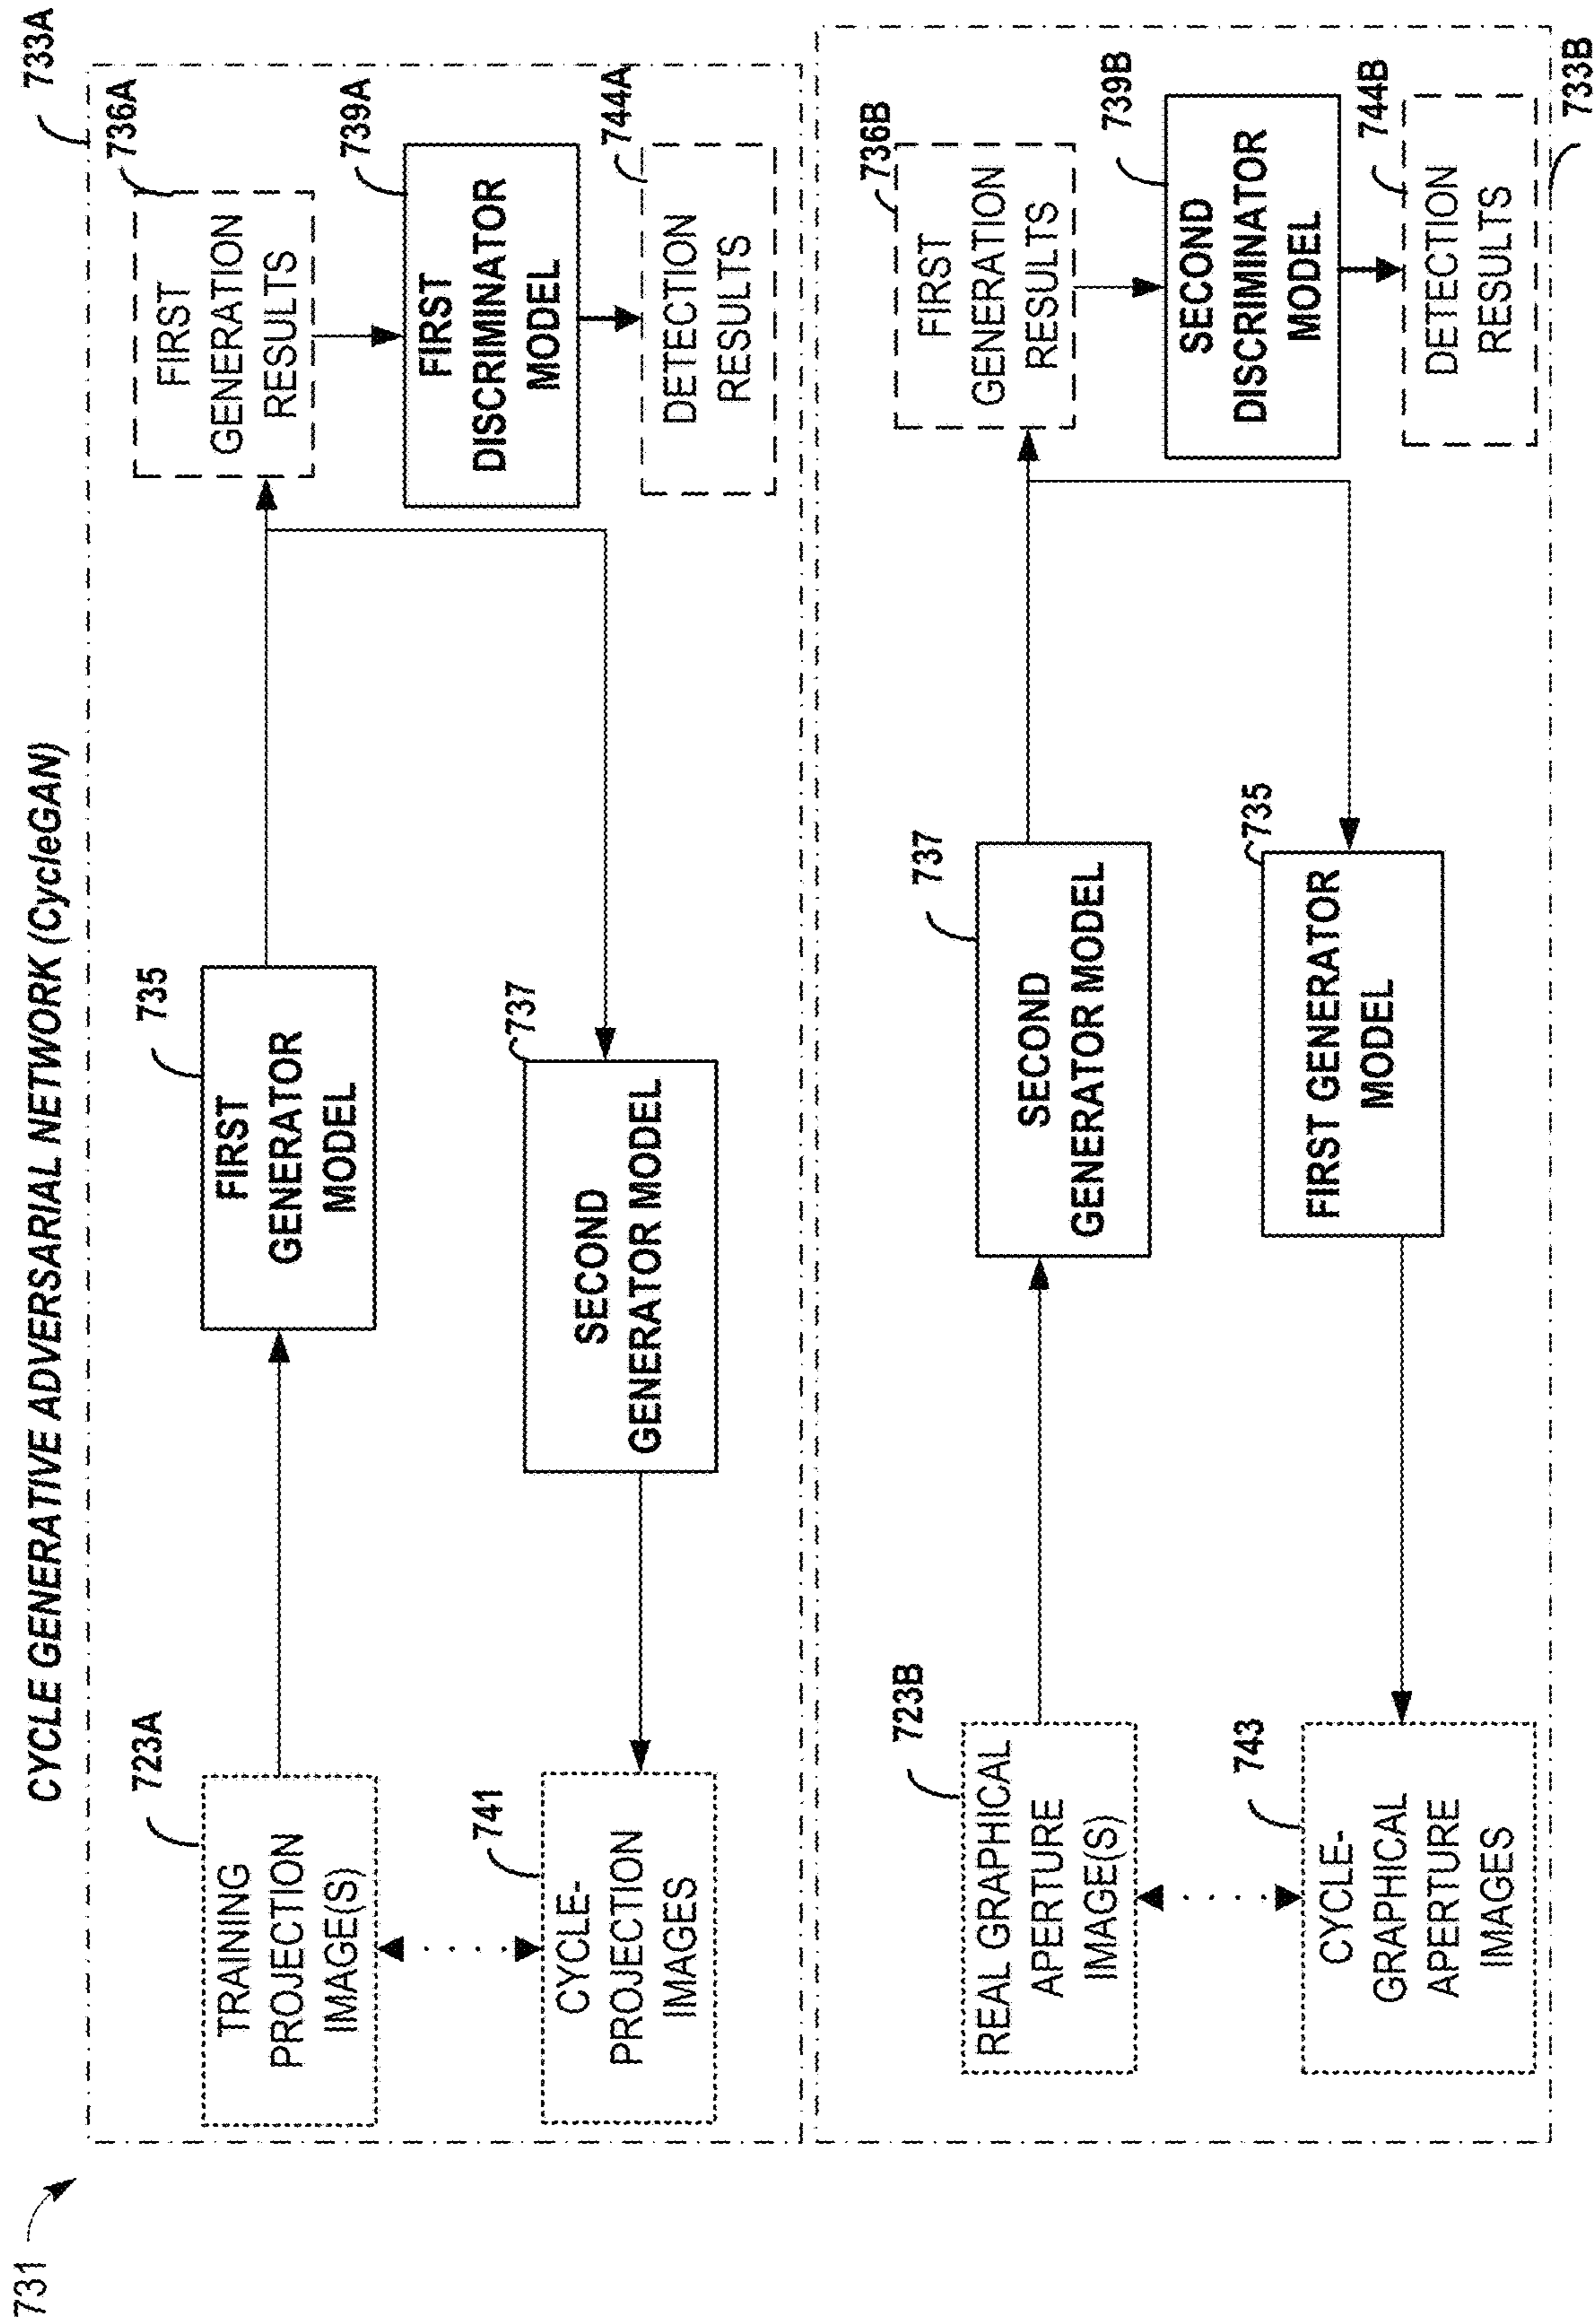 731
CYCLE GENERATIVE ADVERSARIAL NETWORK (CycleGAN)
733A
723A
TRAINING
PROJECTION
IMAGE(S)
735
FIRST
GENERATOR
MODEL
736A
FIRST
GENERATION
RESULTS
739A
FIRST
DISCRIMINATOR
MODEL
744A
DETECTION
RESULTS
741
CYCLE-
PROJECTION
IMAGES
737
SECOND
GENERATOR MODEL
723B
REAL GRAPHICAL
APERTURE
IMAGE(S)
737
SECOND
GENERATOR MODEL
736B
FIRST
GENERATION
RESULTS
739B
SECOND
DISCRIMINATOR
MODEL
744B
DETECTION
RESULTS
743
CYCLE-
GRAPHICAL
APERTURE
IMAGES
735
FIRST GENERATOR
MODEL
733B